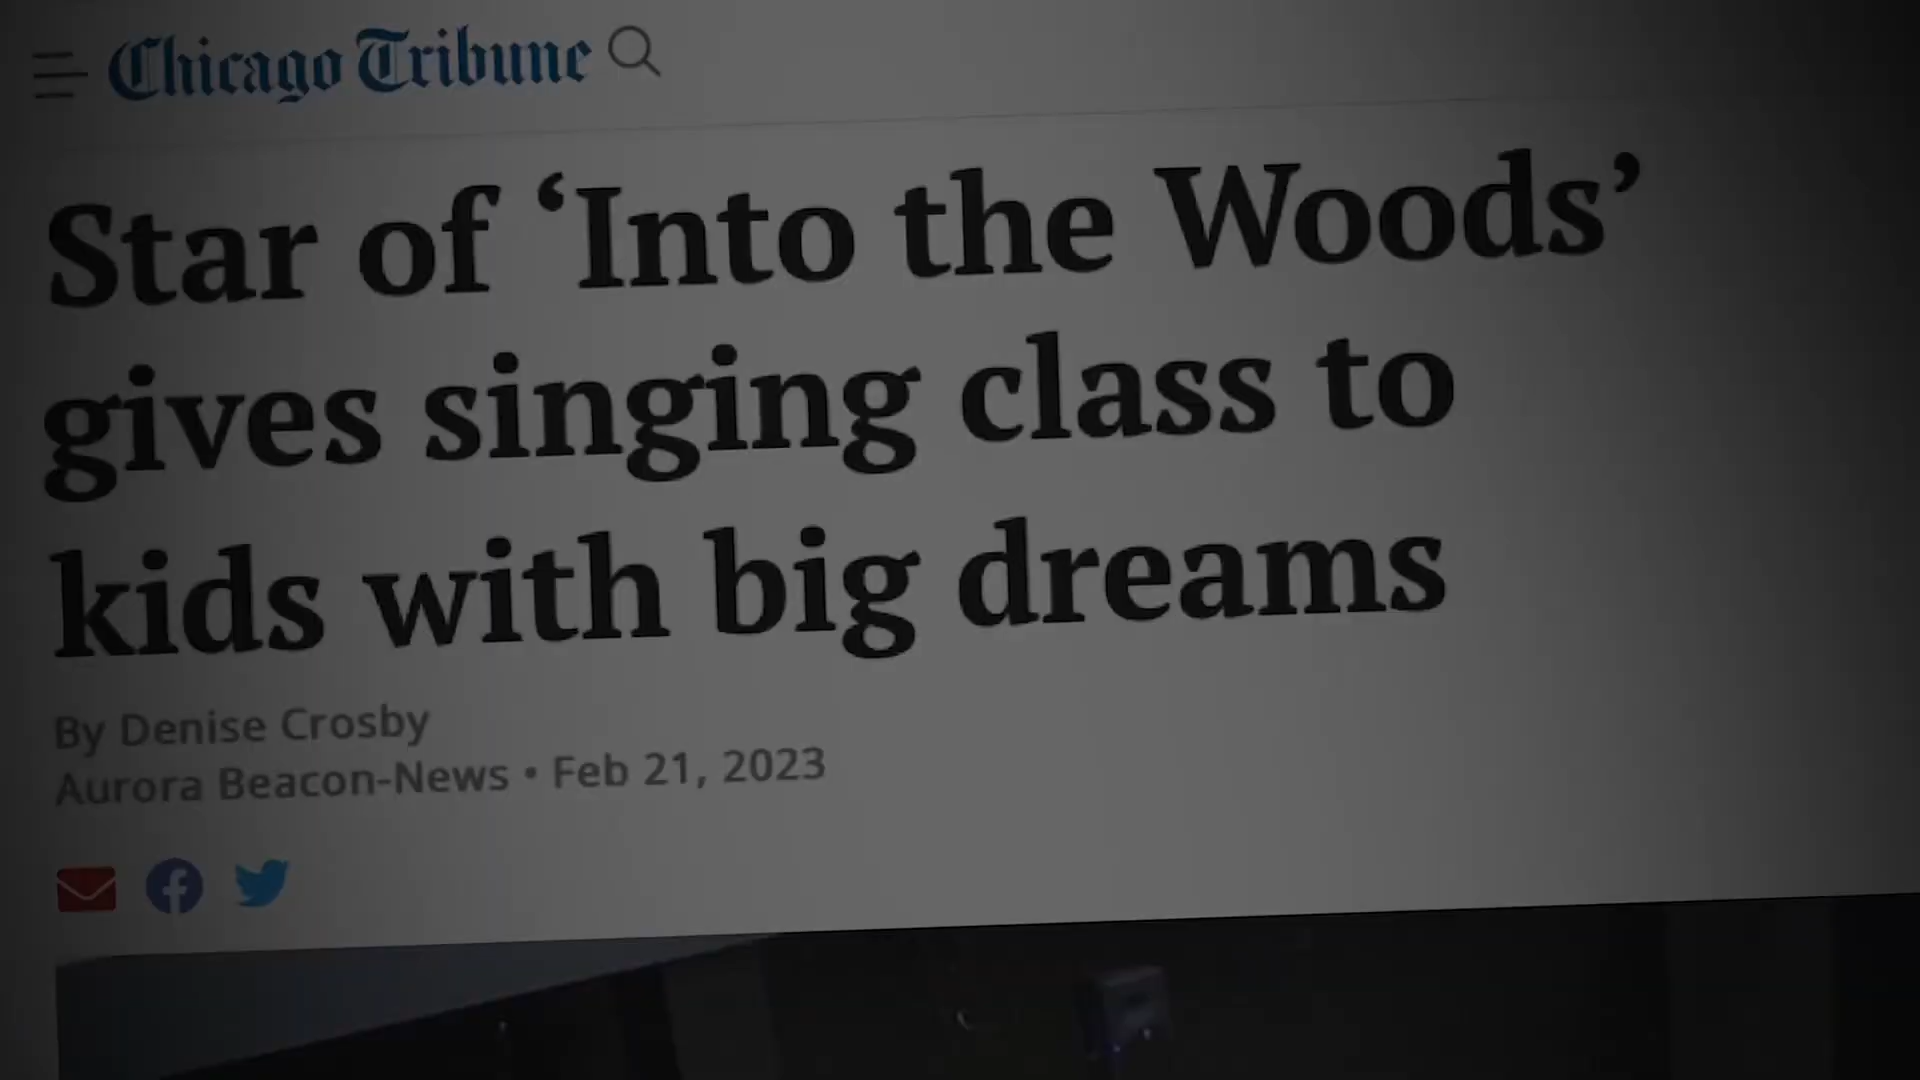 Chicago Tribune
Star of ‘Into the Woods’
gives singing class to
kids with big dreams
By Denise Crosby
Aurora Beacon-News • Feb 21, 2023